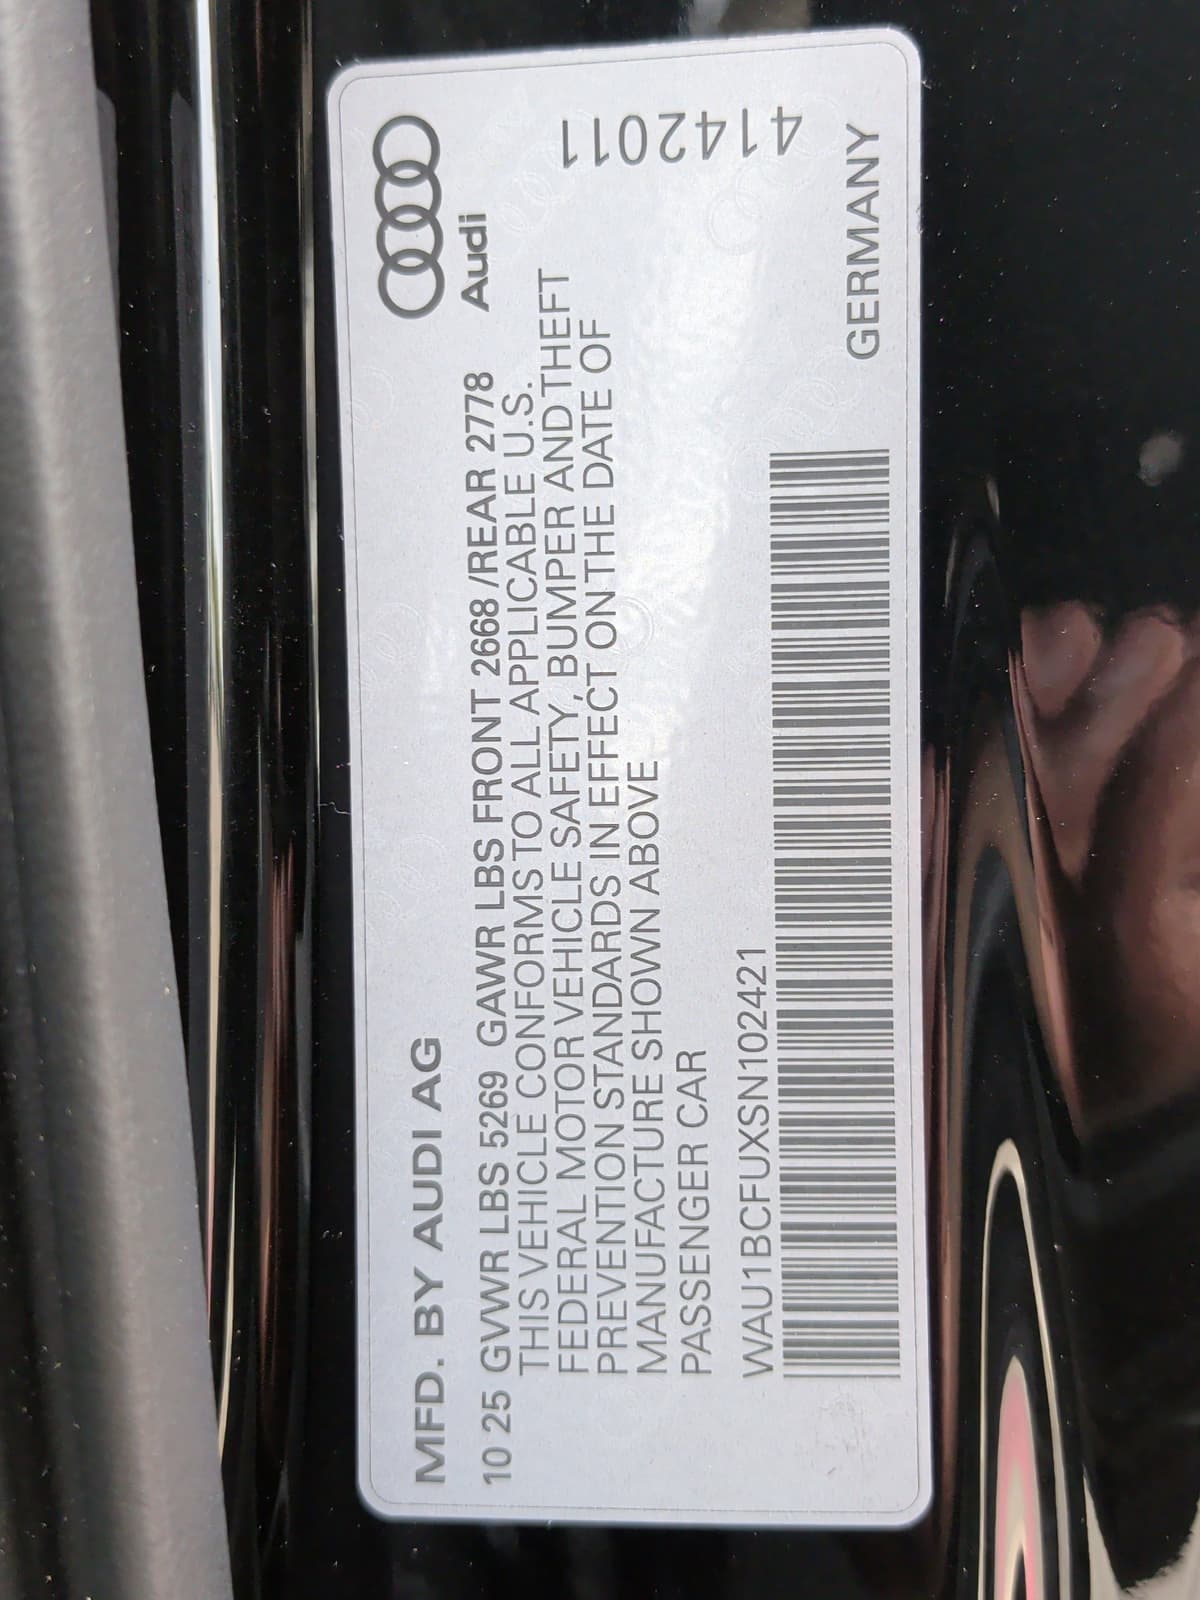 MFD. BY AUDI AG
Audi
10 25 GVWR LBS 5269 GAWR LBS FRONT 2668 /REAR 2778
THIS VEHICLE CONFORMS TO ALL APPLICABLE U.S.
FEDERAL MOTOR VEHICLE SAFETY, BUMPER AND THEFT
PREVENTION STANDARDS IN EFFECT ON THE DATE OF
MANUFACTURE SHOWN ABOVE
PASSENGER CAR
4142011
WAU1BCFUXSN102421
GERMANY